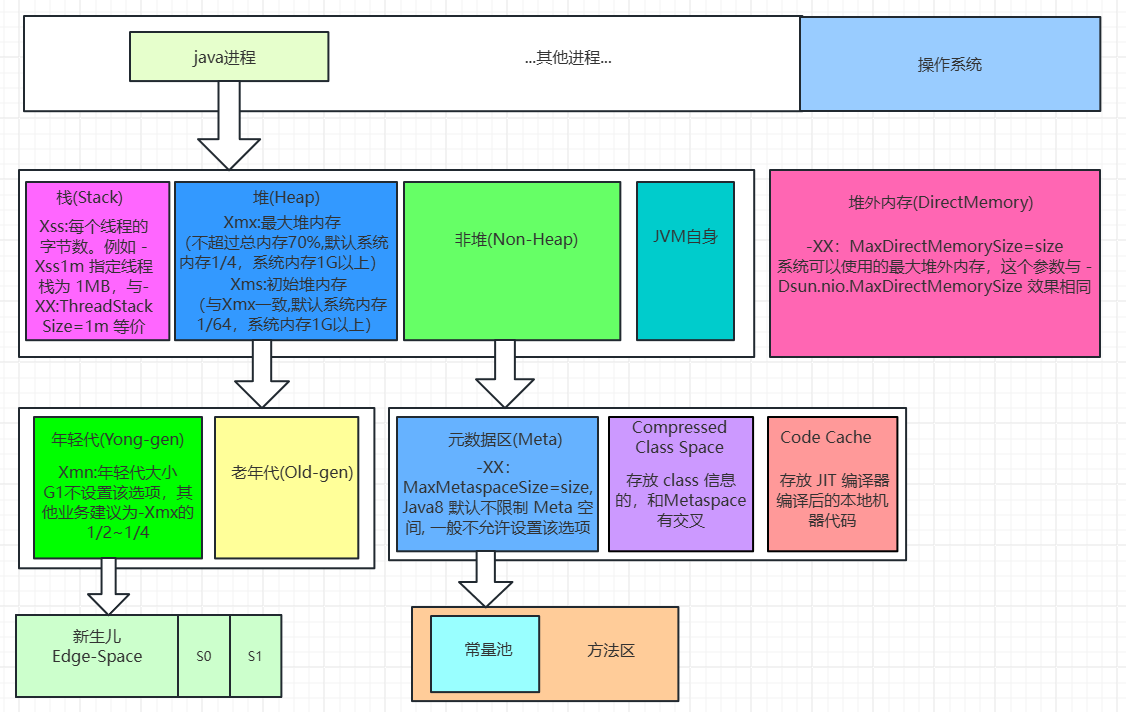 java进程
...其他进程...
操作系统
栈(Stack)
Xss:每个线程的
字节数。例如 -
Xss1m 指定线程
栈为 1MB，与-
XX:ThreadStack
Size=1m 等价
堆(Heap)
Xmx:最大堆内存
(不超过总内存70%,默认系统
内存1/4，系统内存1G以上)
Xms:初始堆内存
(与Xmx一致,默认系统内存
1/64，系统内存1G以上)
非堆(Non-Heap)
JVM自身
堆外内存(DirectMemory)
-XX：MaxDirectMemorySize=size
系统可以使用的最大堆外内存，这个参数与 -
Dsun.nio.MaxDirectMemorySize 效果相同
年轻代(Yong-gen)
Xmn:年轻代大小
G1不设置该选项，其
他业务建议为-Xmx的
1/2~1/4
老年代(Old-gen)
元数据区(Meta)
-XX：
MaxMetaspaceSize=size,
Java8 默认不限制 Meta 空
间, 一般不允许设置该选项
Compressed
Class Space
存放 class 信息
的，和Metaspace
有交叉
Code Cache
存放 JIT 编译器
编译后的本地机
器代码
新生儿
Edge-Space
S0
S1
常量池
方法区